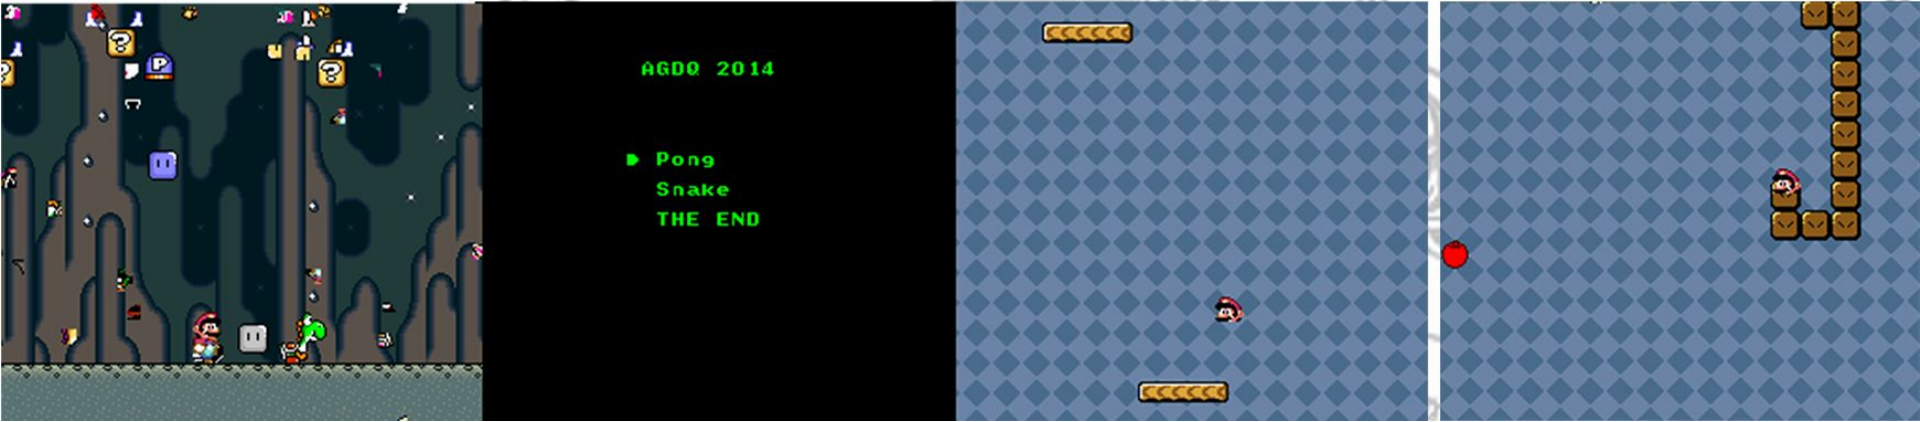 ?
P
?
AGDQ 2014
Pong
Snake
THE END